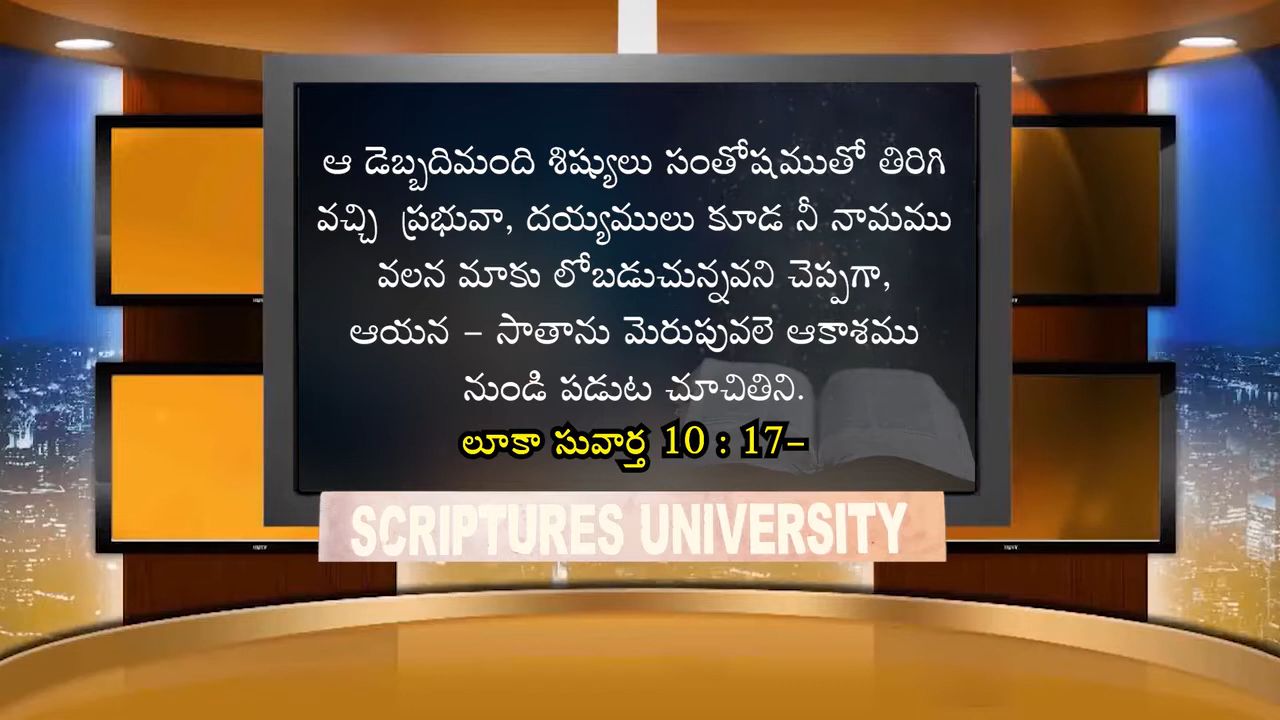 ఆ డెబ్బదిమంది శిష్యులు సంతోషముతో తిరిగి
వచ్చి ప్రభువా, దయ్యములు కూడ నీ నామము
వలన మాకు లోబడుచున్నవని చెప్పగా,
ఆయన – సాతాను మెరుపువలె ఆకాశము
నుండి పడుట చూచితిని.
లూకా సువార్త 10 : 17–
SCRIPTURES UNIVERSITY